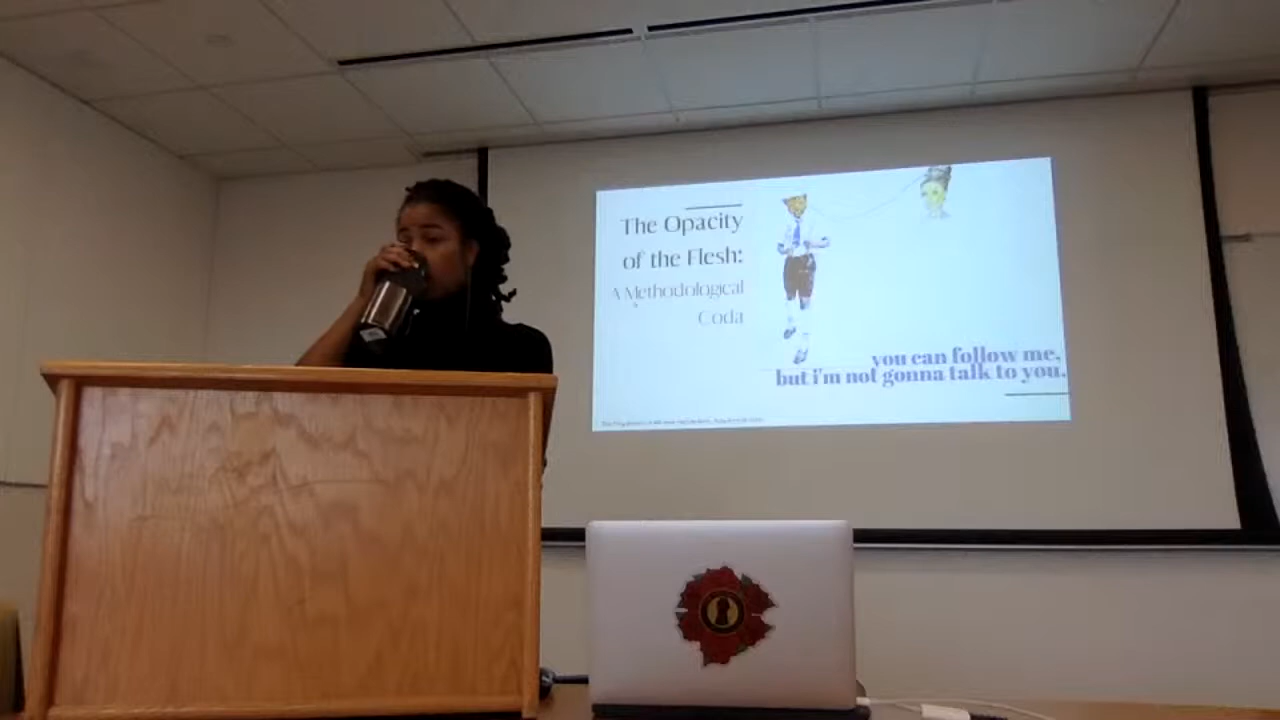 The Opacity
of the Flesh:
A Methodological
Coda
you can follow me,
but i'm not gonna talk to you.